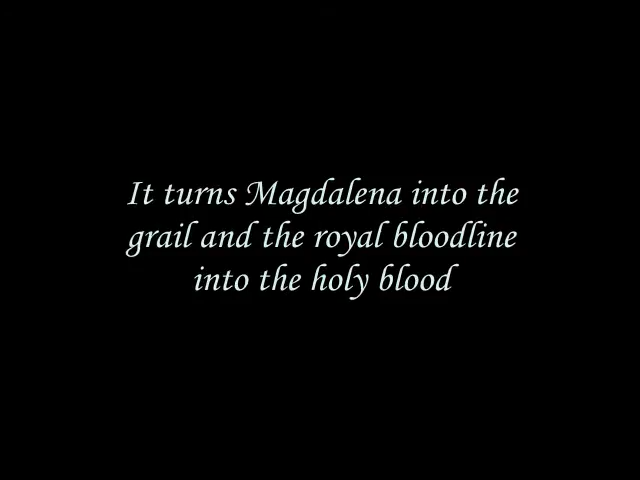 It turns Magdalena into the
grail and the royal bloodline
into the holy blood